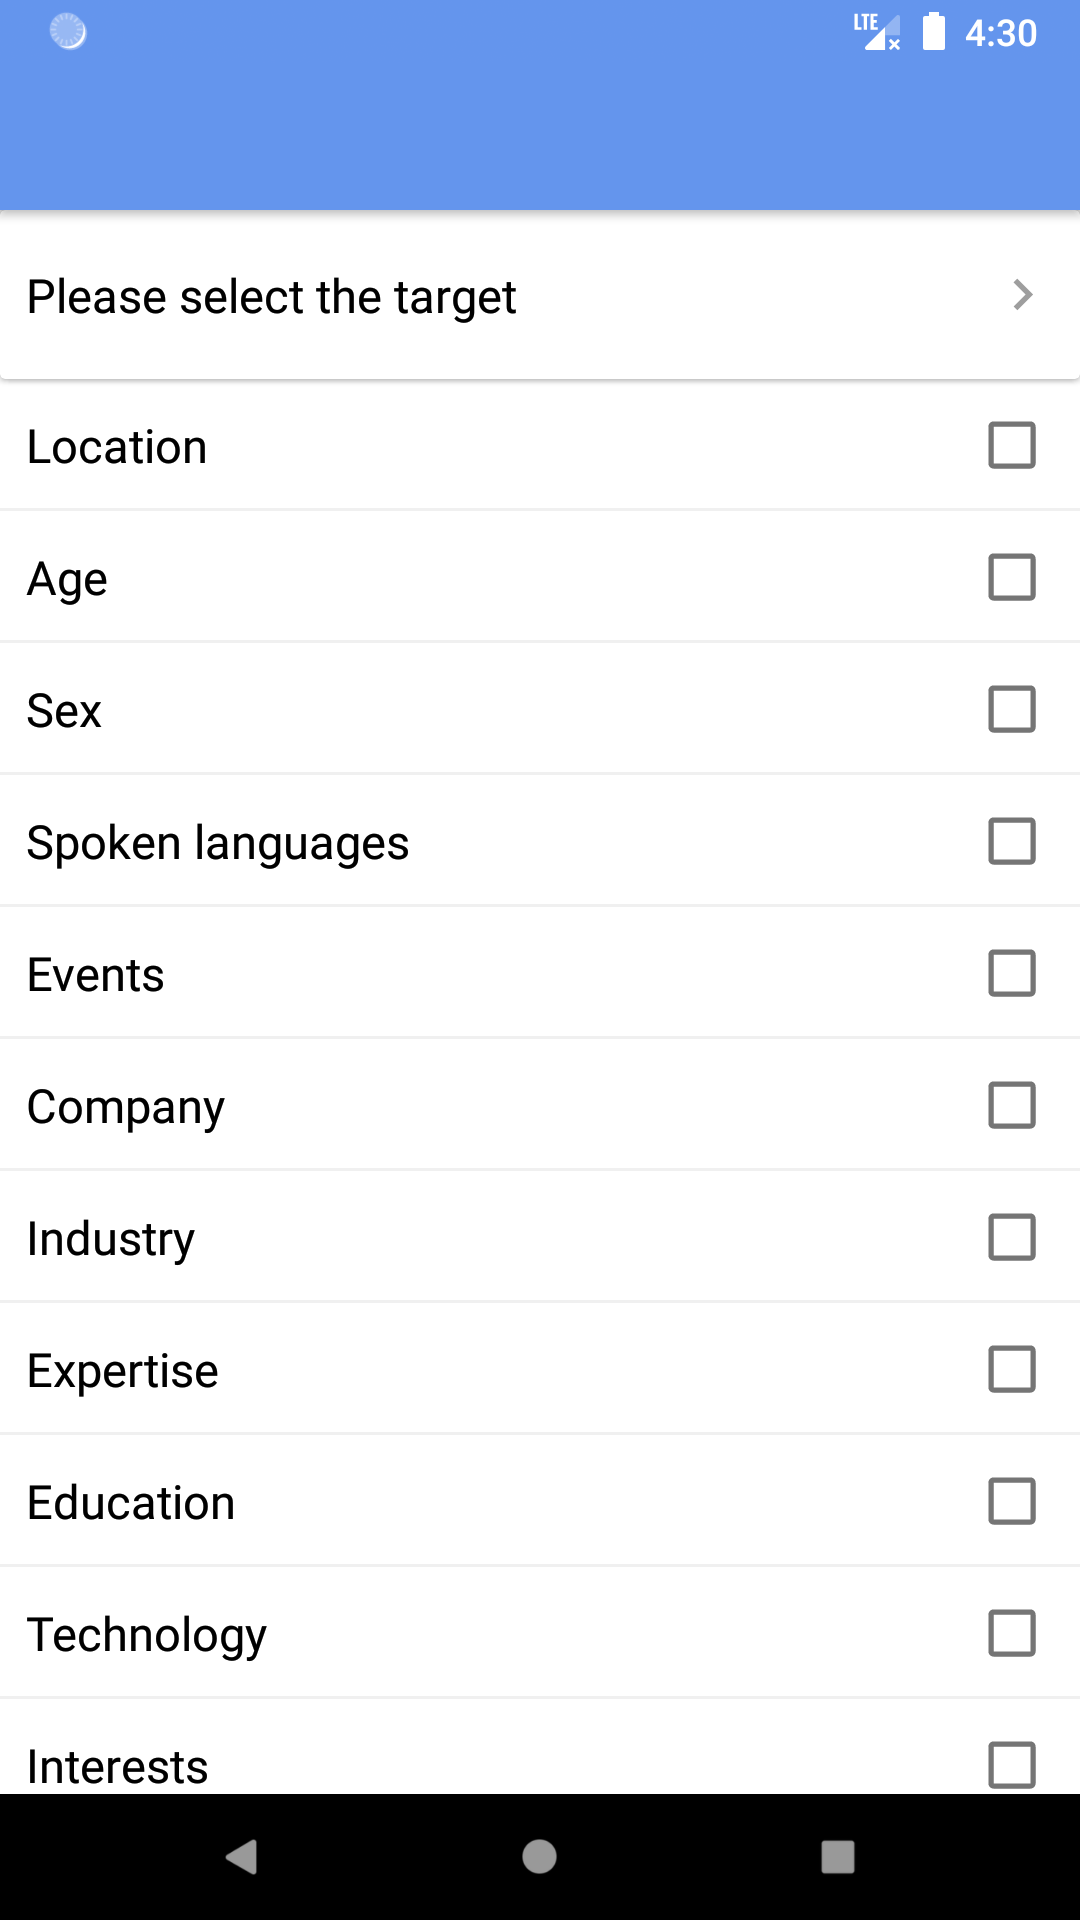 LTE 4:30
Please select the target
Location
Age
Sex
Spoken languages
Events
Company
Industry
Expertise
Education
Technology
Interests